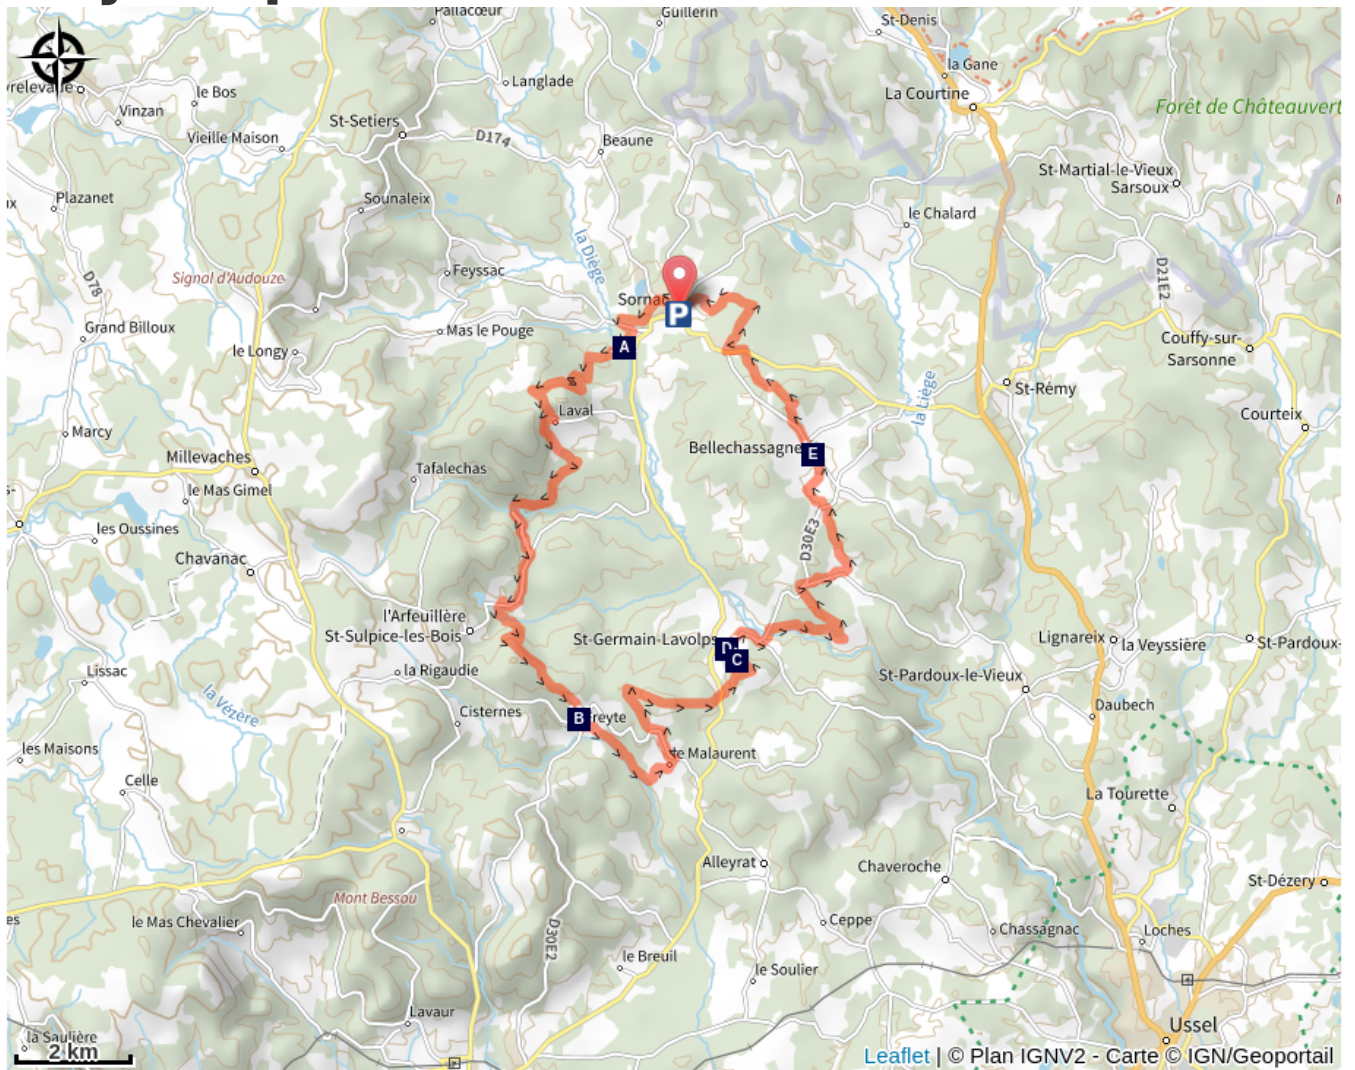 Pallacœur
Guillerin
St-Denis
la Gane
Langlade
La Courtine
le Bos
Vinzan
Forêt de Châteauvert
St-Setiers
Vieille Maison
D174
Beaune
St-Martial-le-Vieux
Sarsoux
Plazanet
Sounaleix
le Chalard
la Diège
Signal d'Audouze
Feyssac
D78
D21E2
Sorna
P
Grand Billoux
Mas le Pouge
A
le Longy
Couffy-sur-
Sarsonne
St-Rémy
la Liège
Laval
Courteix
Marcy
Bellechassagne
E
Millevaches
Tafalechas
le Mas Gimel
les Oussines
D30E3
Chavanac
l'Arfeuillère
St-Sulpice-les-Bois
St-Germain-Lavolps
D
C
Lignareix
la Veyssière
St-Pardoux-
Lissac
la Rigaudie
St-Pardoux-le-Vieux
la Vézère
Cisternes
B
freyte
Daubech
les Maisons
te Malaurent
Celle
La Tourette
Alleyrat
Chaveroche
St-Dézery
Mont Bessou
le Mas Chevalier
Ceppe
Chassagnac
Loches
D30E2
le Breuil
le Soulier
Lavaur
Ussel
la Saulière
2 km
Leaflet | © Plan IGNV2 - Carte © IGN/Geoportail